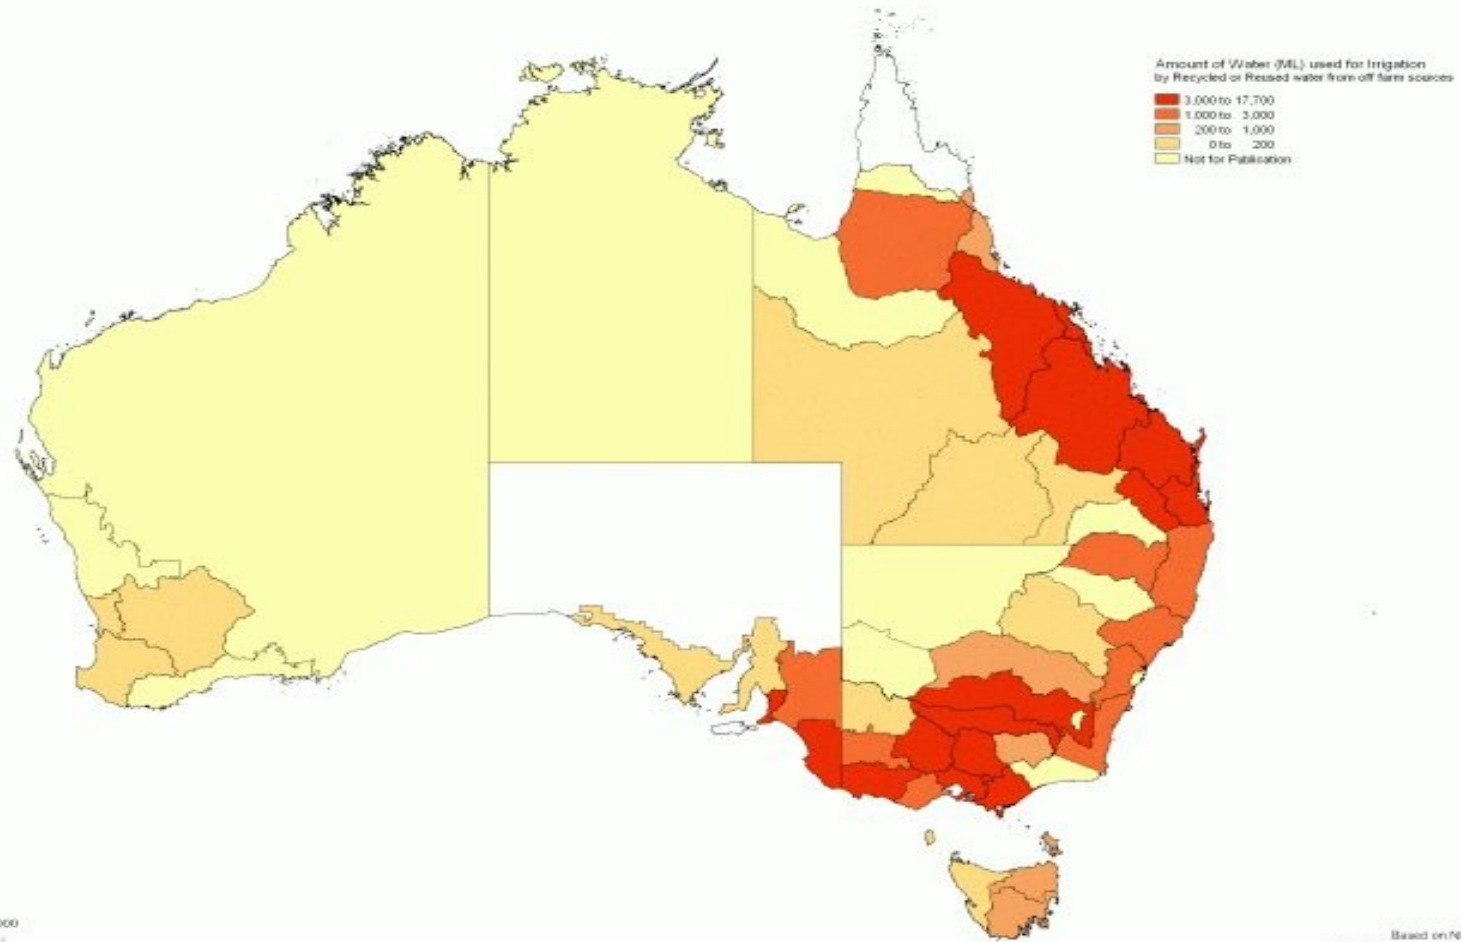 Amount of Water (ML) used for Irrigation
by Recycled or Reused water from off farm sources
3,000 to 17,700
1,000 to 3,000
200 to 1,000
0 to 200
Not for Publication
Based on